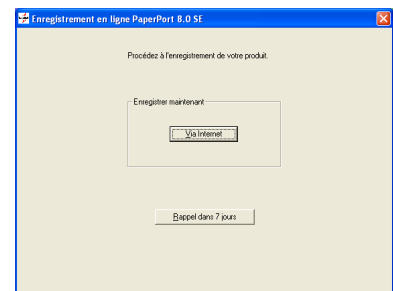 Enregistrement en ligne PaperPort 8.0 SE
Procédez à l'enregistrement de votre produit.
Enregistrer maintenant
Via Internet
Rappel dans 7 jours